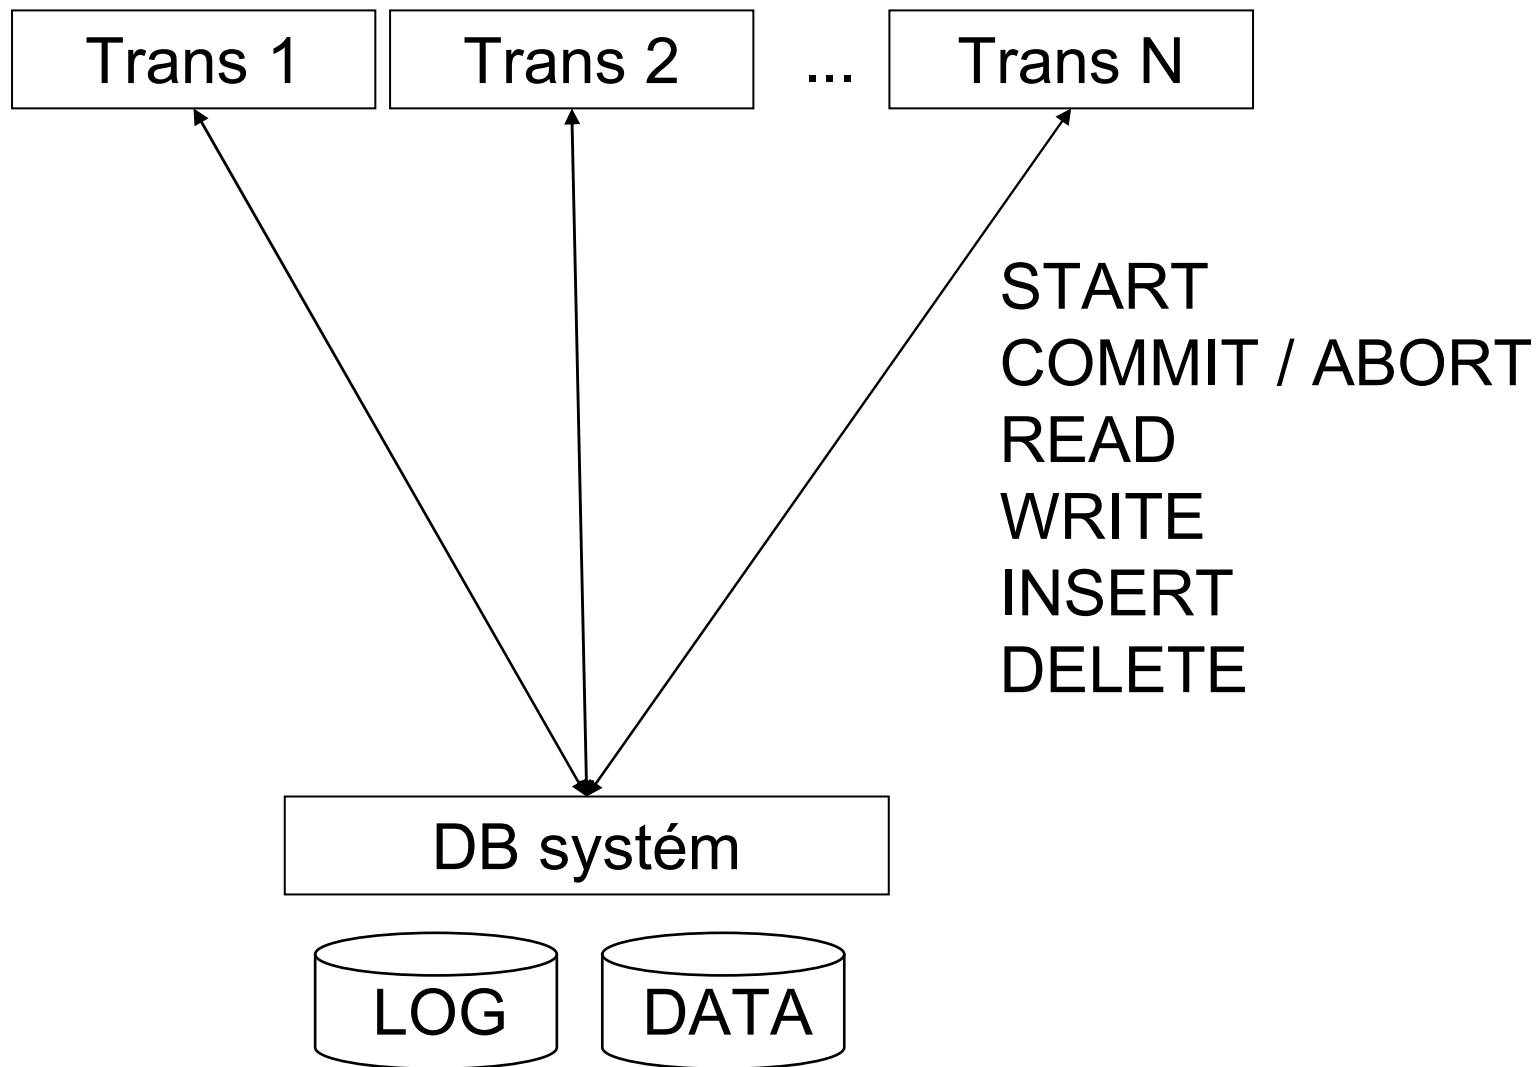 Trans 1
Trans 2
...
Trans N
START
COMMIT / ABORT
READ
WRITE
INSERT
DELETE
DB systém
LOG
DATA